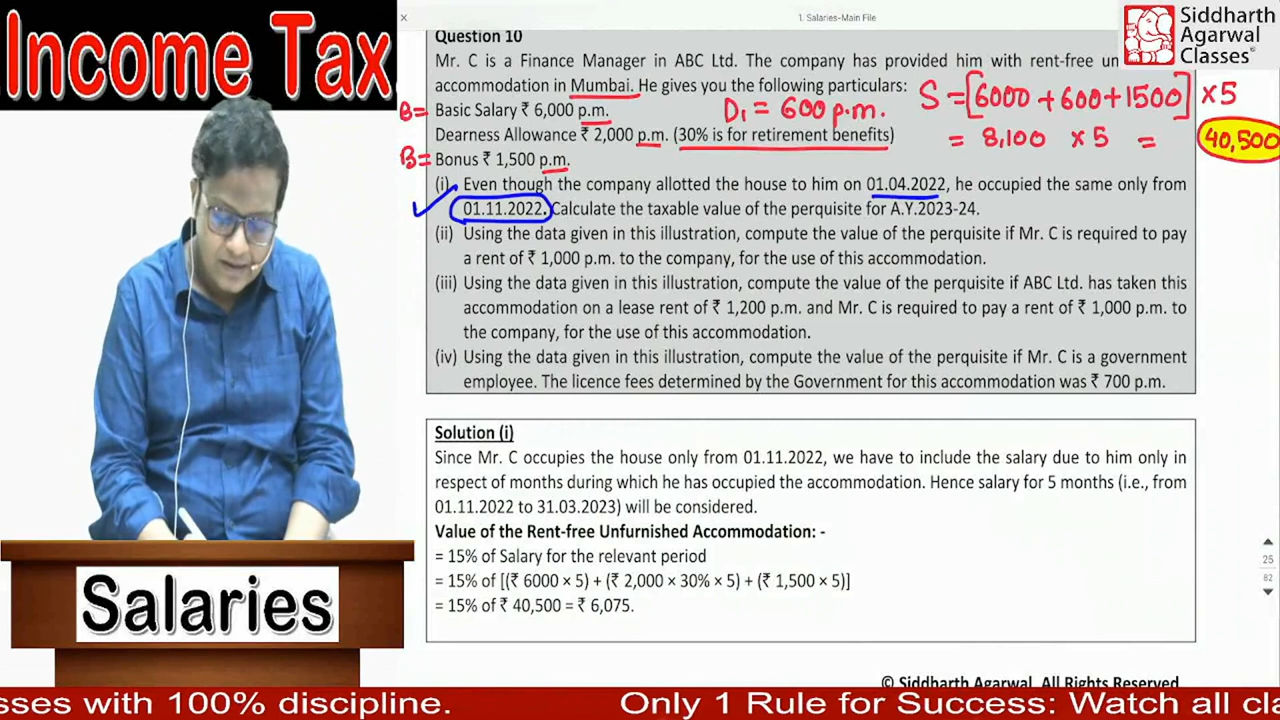 Income Tax
1. Salaries-Main File
Siddharth
Agarwal
Classes
Question 10
Mr. C is a Finance Manager in ABC Ltd. The company has provided him with rent-free un
accommodation in Mumbai. He gives you the following particulars:
S = [6000 + 600 + 1500] × 5
B= Basic Salary ₹ 6,000 p.m.
D₁ = 600 p.m.
Dearness Allowance ₹ 2,000 p.m. (30% is for retirement benefits)
= 8,100 × 5 = 40,500
B= Bonus ₹ 1,500 p.m.
(i) Even though the company allotted the house to him on 01.04.2022, he occupied the same only from
01.11.2022. Calculate the taxable value of the perquisite for A.Y.2023-24.
(ii) Using the data given in this illustration, compute the value of the perquisite if Mr. C is required to pay
a rent of ₹ 1,000 p.m. to the company, for the use of this accommodation.
(iii) Using the data given in this illustration, compute the value of the perquisite if ABC Ltd. has taken this
accommodation on a lease rent of ₹ 1,200 p.m. and Mr. C is required to pay a rent of ₹ 1,000 p.m. to
the company, for the use of this accommodation.
(iv) Using the data given in this illustration, compute the value of the perquisite if Mr. C is a government
employee. The licence fees determined by the Government for this accommodation was ₹ 700 p.m.
Solution (i)
Since Mr. C occupies the house only from 01.11.2022, we have to include the salary due to him only in
respect of months during which he has occupied the accommodation. Hence salary for 5 months (i.e., from
01.11.2022 to 31.03.2023) will be considered.
Value of the Rent-free Unfurnished Accommodation: -
= 15% of Salary for the relevant period
= 15% of [(₹ 6000 × 5) + (₹ 2,000 × 30% × 5) + (₹ 1,500 × 5)]
= 15% of ₹ 40,500 = ₹ 6,075.
25
82
Salaries
© Siddharth Agarwal. All Rights Reserved
sses with 100% discipline. Only 1 Rule for Success: Watch all cla